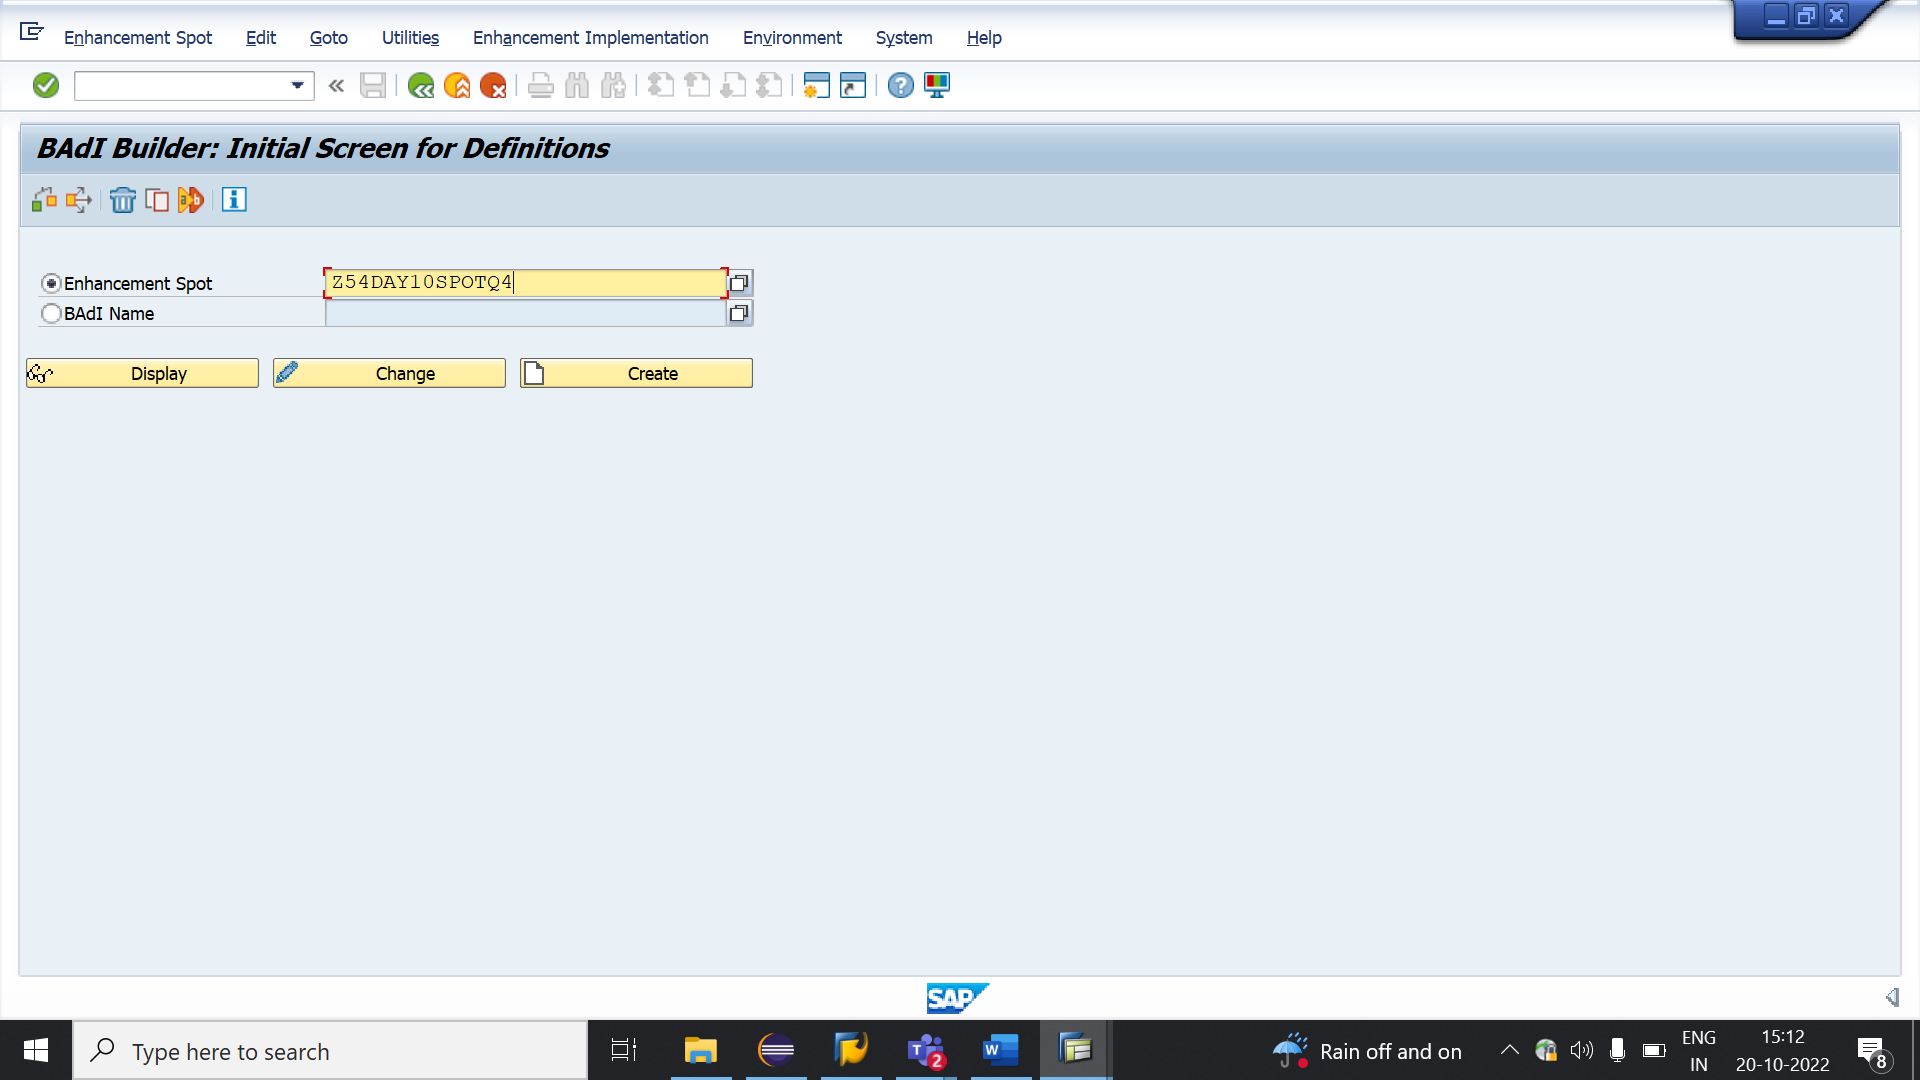 Enhancement Spot Edit Goto Utilities Enhancement Implementation Environment System Help
BAdI Builder: Initial Screen for Definitions
Enhancement Spot Z54DAY10SPOTQ4
BAdI Name
Display Change Create
SAP
Type here to search
T 2
W
Rain off and on
ENG
IN
15:12
20-10-2022
8